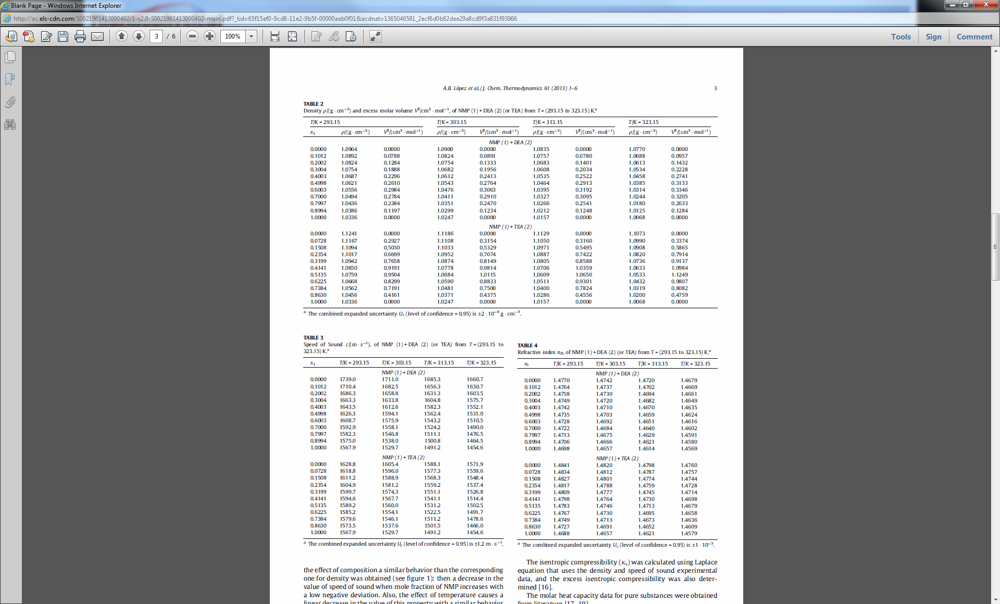 Blank Page - Windows Internet Explorer
http://ac.els-cdn.com/S0021961413000402/1-s2.0-S0021961413000402-main.pdf?_tid=65f15ef0-9cd8-11e2-9b5f-00000aab0f01&acdnat=1365046581_2ecf6d0b82dee29a8cd9f3a831f93966
3 / 6 100% Tools Sign Comment
A.B. López et al. / J. Chem. Thermodynamics 61 (2013) 1–6 3
TABLE 2
Density ρ/(g · cm−3) and excess molar volume VE/cm3 · mol−1, of NMP (1) + DEA (2) (or TEA) from T = (293.15 to 323.15) K.a
T/K = 293.15 T/K = 303.15 T/K = 313.15 T/K = 323.15
x1 ρ/(g · cm−3) VE/(cm3 · mol−1) ρ/(g · cm−3) VE/(cm3 · mol−1) ρ/(g · cm−3) VE/(cm3 · mol−1) ρ/(g · cm−3) VE/(cm3 · mol−1)
NMP (1) + DEA (2)
0.0000 1.0964 0.0000 1.0900 0.0000 1.0835 0.0000 1.0770 0.0000
0.1012 1.0892 0.0788 1.0824 0.0891 1.0757 0.0780 1.0688 0.0957
0.2002 1.0824 0.1284 1.0754 0.1333 1.0683 0.1401 1.0613 0.1432
0.3004 1.0754 0.1888 1.0682 0.1956 1.0608 0.2034 1.0534 0.2228
0.4003 1.0687 0.2296 1.0612 0.2413 1.0535 0.2522 1.0458 0.2741
0.4998 1.0621 0.2610 1.0543 0.2764 1.0464 0.2913 1.0385 0.3133
0.6003 1.0556 0.2984 1.0476 0.3063 1.0395 0.3192 1.0314 0.3346
0.7000 1.0494 0.2784 1.0411 0.2910 1.0327 0.3095 1.0244 0.3205
0.7997 1.0436 0.2384 1.0351 0.2470 1.0266 0.2541 1.0180 0.2633
0.8994 1.0386 0.1197 1.0299 0.1234 1.0212 0.1248 1.0125 0.1284
1.0000 1.0336 0.0000 1.0247 0.0000 1.0157 0.0000 1.0068 0.0000
NMP (1) + TEA (2)
0.0000 1.1241 0.0000 1.1186 0.0000 1.1129 0.0000 1.1073 0.0000
0.0728 1.1167 0.2927 1.1108 0.3154 1.1050 0.3160 1.0990 0.3374
0.1508 1.1094 0.5030 1.1033 0.5329 1.0971 0.5495 1.0908 0.5865
0.2354 1.1017 0.6699 1.0952 0.7074 1.0887 0.7422 1.0820 0.7914
0.3199 1.0942 0.7658 1.0874 0.8149 1.0805 0.8588 1.0736 0.9137
0.4141 1.0850 0.9191 1.0778 0.9814 1.0706 1.0359 1.0633 1.0984
0.5135 1.0759 0.9504 1.0684 1.0115 1.0609 1.0650 1.0533 1.1249
0.6225 1.0668 0.8299 1.0590 0.8833 1.0511 0.9301 1.0432 0.9807
0.7384 1.0562 0.7191 1.0481 0.7500 1.0400 0.7824 1.0319 0.8082
0.8630 1.0456 0.4161 1.0371 0.4375 1.0286 0.4556 1.0200 0.4759
1.0000 1.0336 0.0000 1.0247 0.0000 1.0157 0.0000 1.0068 0.0000
a The combined expanded uncertainty Uc (level of confidence = 0.95) is ±2 · 10−4 g · cm−3.
TABLE 3
Speed of Sound c/(m · s−1), of NMP (1) + DEA (2) (or TEA) from T = (293.15 to
323.15) K.a
x1 T/K = 293.15 T/K = 303.15 T/K = 313.15 T/K = 323.15
NMP (1) + DEA (2)
0.0000 1739.0 1711.0 1685.3 1660.7
0.1012 1710.4 1682.5 1656.3 1630.7
0.2002 1686.3 1658.8 1631.3 1603.5
0.3004 1663.3 1633.8 1604.8 1575.7
0.4003 1643.5 1612.6 1582.3 1552.1
0.4998 1626.3 1594.1 1562.4 1531.0
0.6003 1608.7 1575.9 1543.2 1510.5
0.7000 1592.9 1558.1 1524.2 1490.0
0.7997 1582.3 1546.8 1511.1 1476.5
0.8994 1575.0 1538.0 1500.8 1464.5
1.0000 1567.9 1529.7 1491.2 1454.6
NMP (1) + TEA (2)
0.0000 1628.8 1605.4 1588.1 1571.9
0.0728 1618.8 1596.0 1577.3 1559.6
0.1508 1611.2 1588.9 1568.3 1548.4
0.2354 1604.9 1581.2 1559.2 1537.4
0.3199 1599.7 1574.3 1551.1 1526.8
0.4141 1594.6 1567.7 1541.1 1514.4
0.5135 1589.2 1560.0 1531.2 1502.5
0.6225 1585.2 1554.1 1522.5 1491.7
0.7384 1579.6 1546.1 1511.2 1478.6
0.8630 1573.5 1537.6 1501.5 1466.0
1.0000 1567.9 1529.7 1491.2 1454.6
a The combined expanded uncertainty Uc (level of confidence = 0.95) is ±1.2 m · s−1.
the effect of composition a similar behavior than the corresponding
one for density was obtained (see figure 1): then a decrease in the
value of speed of sound when mole fraction of NMP increases with
a low negative deviation. Also, the effect of temperature causes a
linear decrease in the value of this property with a similar behavior
TABLE 4
Refractive index nD, of NMP (1) + DEA (2) (or TEA) from T = (293.15 to 323.15) K.a
x1 T/K = 293.15 T/K = 303.15 T/K = 313.15 T/K = 323.15
NMP (1) + DEA (2)
0.0000 1.4770 1.4742 1.4720 1.4679
0.1012 1.4764 1.4737 1.4702 1.4669
0.2002 1.4758 1.4730 1.4694 1.4661
0.3004 1.4749 1.4720 1.4682 1.4649
0.4003 1.4742 1.4710 1.4670 1.4635
0.4998 1.4735 1.4703 1.4659 1.4624
0.6003 1.4728 1.4692 1.4651 1.4616
0.7000 1.4722 1.4684 1.4640 1.4602
0.7997 1.4713 1.4675 1.4629 1.4591
0.8994 1.4706 1.4666 1.4621 1.4580
1.0000 1.4698 1.4657 1.4614 1.4569
NMP (1) + TEA (2)
0.0000 1.4841 1.4820 1.4798 1.4760
0.0728 1.4834 1.4812 1.4787 1.4757
0.1508 1.4827 1.4801 1.4774 1.4744
0.2354 1.4817 1.4788 1.4759 1.4728
0.3199 1.4809 1.4777 1.4745 1.4714
0.4141 1.4798 1.4764 1.4730 1.4698
0.5135 1.4783 1.4746 1.4713 1.4679
0.6225 1.4767 1.4730 1.4695 1.4658
0.7384 1.4749 1.4713 1.4673 1.4636
0.8630 1.4727 1.4691 1.4652 1.4609
1.0000 1.4688 1.4657 1.4621 1.4579
a The combined expanded uncertainty Uc (level of confidence = 0.95) is ±1 · 10−3.
The isentropic compressibility (κs) was calculated using Laplace
equation that uses the density and speed of sound experimental
data, and the excess isentropic compressibility was also deter-
mined [16].
The molar heat capacity data for pure substances were obtained
from literature [17–19]